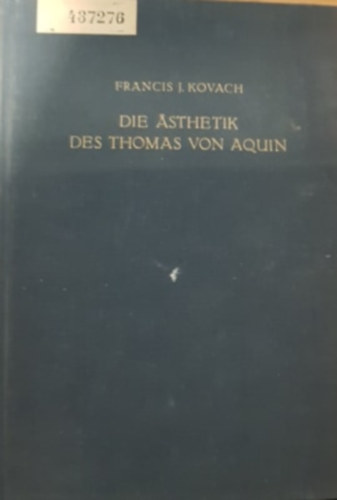 437276
FRANCIS J. KOVACH
DIE ÄSTHETIK
DES THOMAS VON AQUIN